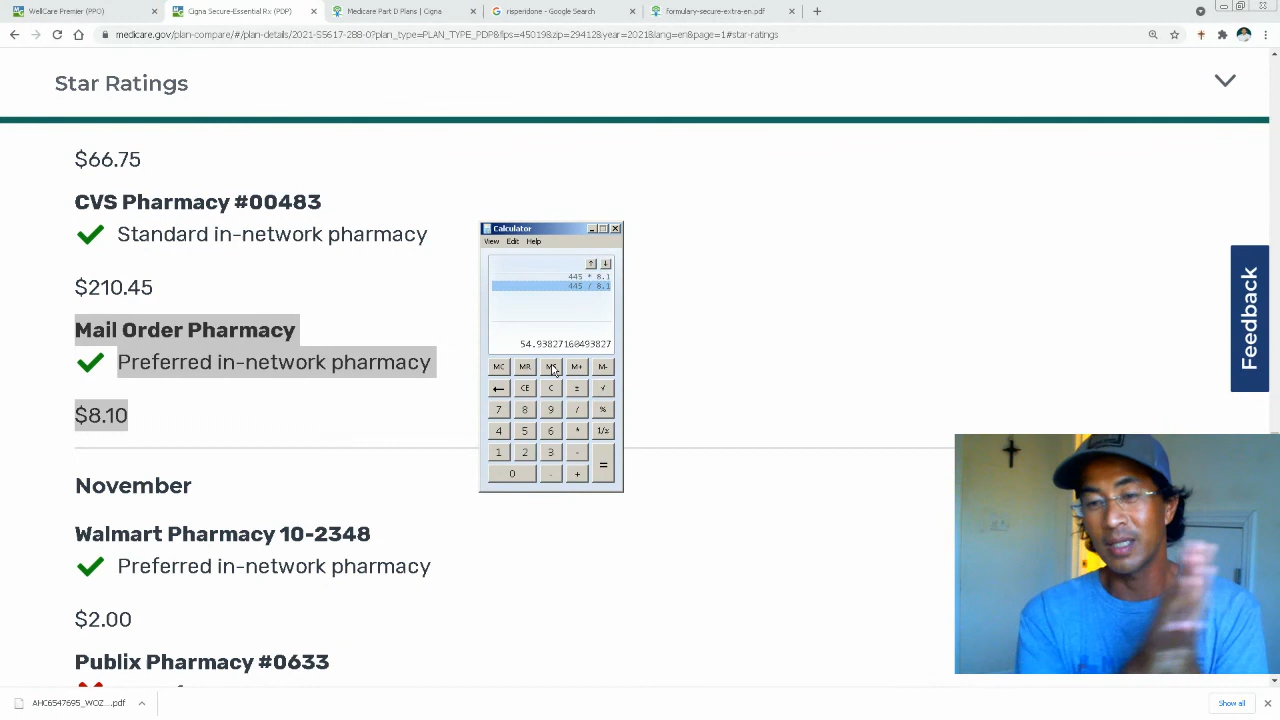 WellCare Premier (PPO)
Cigna Secure-Essential Rx (PDP)
Medicare Part D Plans | Cigna
risperidone - Google Search
formulary-secure-extra-en.pdf
medicare.gov/plan-compare/#/plan-details/2021-S5617-288-0?plan_type=PLAN_TYPE_PDP&fips=45019&zip=29412&year=2021&lang=en&page=1#star-ratings
Star Ratings
$66.75
CVS Pharmacy #00483
Standard in-network pharmacy
$210.45
Mail Order Pharmacy
Preferred in-network pharmacy
$8.10
November
Walmart Pharmacy 10-2348
Preferred in-network pharmacy
$2.00
Publix Pharmacy #0633
Calculator
View Edit Help
445 * 8.1
445 / 8.1
54.93827160493827
MC MR M+ M-
← CE C ± √
7 8 9 / %
4 5 6 * 1/x
1 2 3 - =
0 . +
Feedback
AHC6547695_WOZ....pdf
Show all